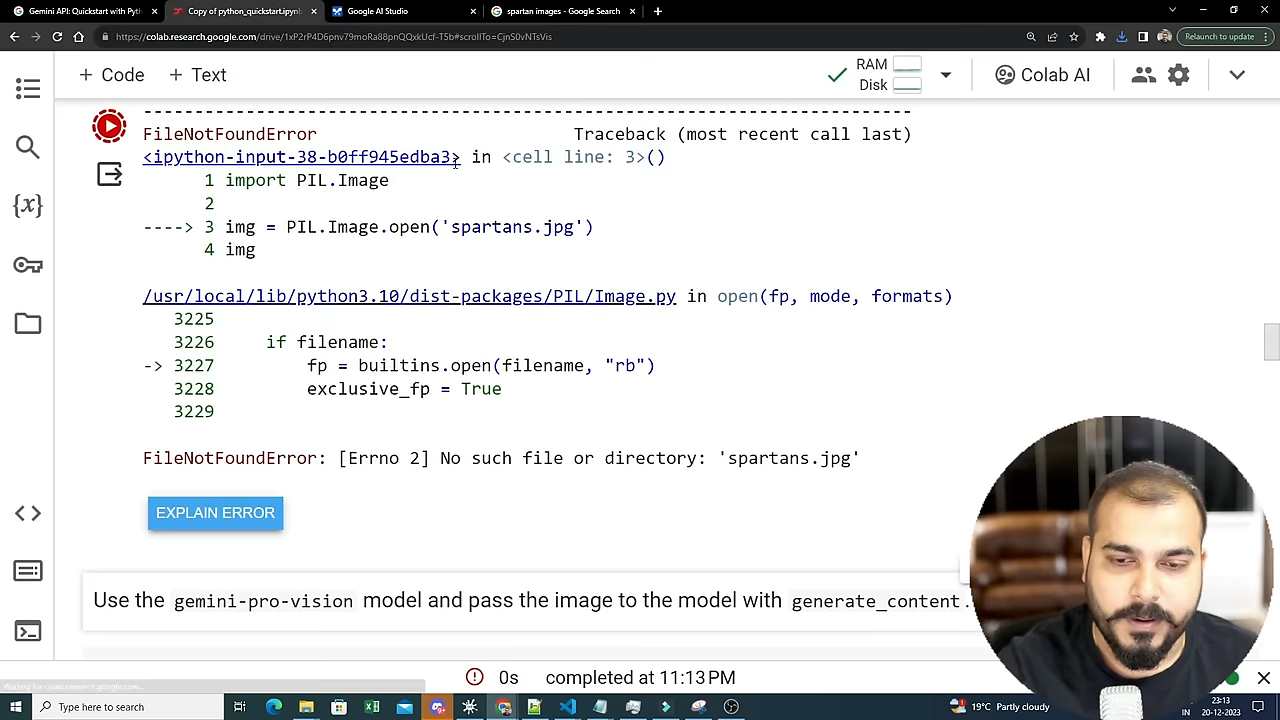 Gemini API: Quickstart with Pyth
Copy of python_quickstart.ipynb
Google AI Studio
spartan images - Google Search
https://colab.research.google.com/drive/1xP2rP4D6pnv79moRa88pnQQxkUcf-T5b#scrollTo=CjnS0vNTsVis
Relaunch to update
+ Code + Text
RAM
Disk
Colab AI
FileNotFoundError Traceback (most recent call last)
<ipython-input-38-b0ff945edba3> in <cell line: 3>()
1 import PIL.Image
2
----> 3 img = PIL.Image.open('spartans.jpg')
4 img
/usr/local/lib/python3.10/dist-packages/PIL/Image.py in open(fp, mode, formats)
3225
3226 if filename:
-> 3227 fp = builtins.open(filename, "rb")
3228 exclusive_fp = True
3229
FileNotFoundError: [Errno 2] No such file or directory: 'spartans.jpg'
EXPLAIN ERROR
Use the gemini-pro-vision model and pass the image to the model with generate_content.
0s completed at 11:13 PM
Type here to search
19°C Partly cloudy
IN
23:13
20-12-2023